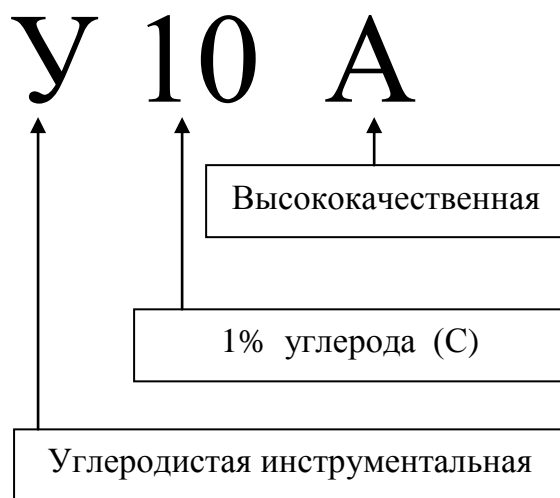 У 10 А
Высококачественная
1% углерода (С)
Углеродистая инструментальная